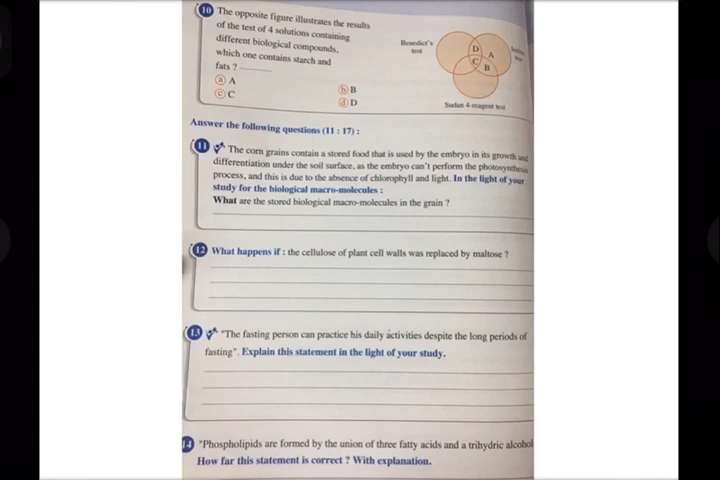 10 The opposite figure illustrates the results
of the test of 4 solutions containing
different biological compounds,
which one contains starch and
fats ?
a A
b B
c C
d D
Benedict's
test
D
A
C
B
Sudan 4-reagent test
Answer the following questions (11 : 17) :
11 The corn grains contain a stored food that is used by the embryo in its growth and
differentiation under the soil surface, as the embryo can't perform the photosynthesis
process, and this is due to the absence of chlorophyll and light. In the light of your
study for the biological macro-molecules :
What are the stored biological macro-molecules in the grain ?
12 What happens if : the cellulose of plant cell walls was replaced by maltose ?
13 "The fasting person can practice his daily activities despite the long periods of
fasting". Explain this statement in the light of your study.
14 "Phospholipids are formed by the union of three fatty acids and a trihydric alcohol
How far this statement is correct ? With explanation.